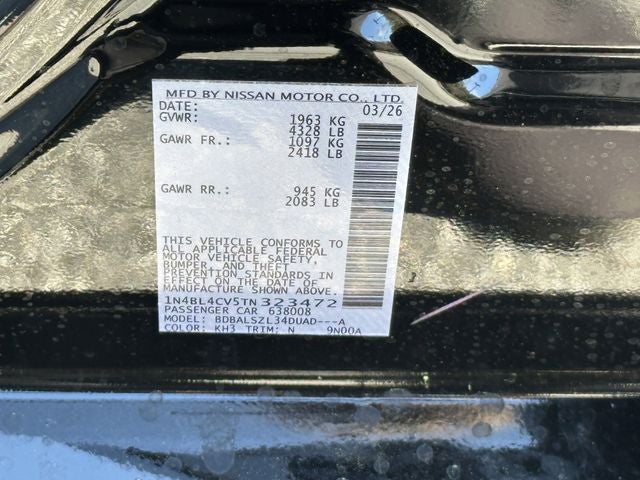 MFD BY NISSAN MOTOR CO., LTD.
DATE: 03/26
GVWR: 1963 KG
4328 LB
GAWR FR.: 1097 KG
2418 LB
GAWR RR.: 945 KG
2083 LB
THIS VEHICLE CONFORMS TO
ALL APPLICABLE FEDERAL
MOTOR VEHICLE SAFETY,
BUMPER AND THEFT
PREVENTION STANDARDS IN
EFFECT ON THE DATE OF
MANUFACTURE SHOWN ABOVE.
1N4BL4CV5TN323472
PASSENGER CAR 638008
MODEL: BDBALSZL34DUAD---A
COLOR: KH3 TRIM: N 9N00A